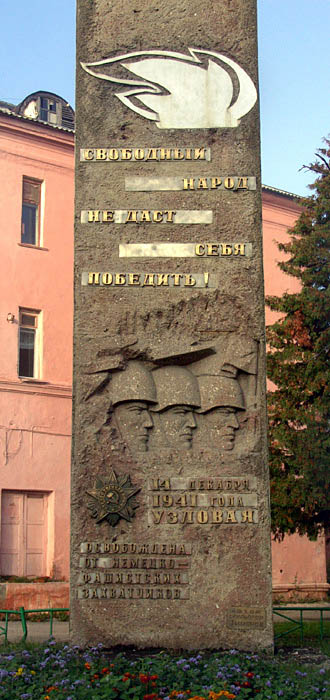 СВОБОДНЫЙ
НАРОД
НЕ ДАСТ
СЕБЯ
ПОБЕДИТЬ!
14 ДЕКАБРЯ
1941 ГОДА
УЗЛОВАЯ
ОСВОБОЖДЕНА
ОТ НЕМЕЦКО-
ФАШИСТСКИХ
ЗАХВАТЧИКОВ